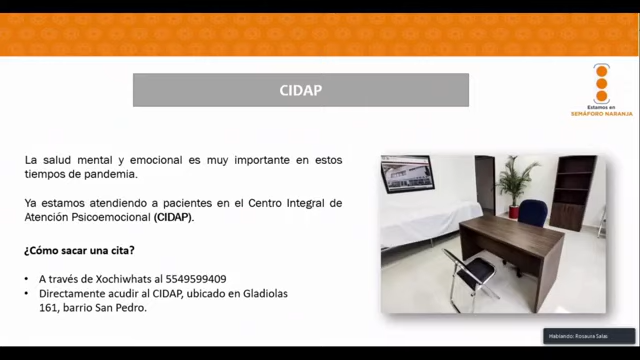 CIDAP
Estamos en
SEMÁFORO NARANJA
La salud mental y emocional es muy importante en estos
tiempos de pandemia.
Ya estamos atendiendo a pacientes en el Centro Integral de
Atención Psicoemocional (CIDAP).
¿Cómo sacar una cita?
• A través de Xochiwhats al 5549599409
• Directamente acudir al CIDAP, ubicado en Gladiolas
161, barrio San Pedro.
Hablando: Rosaura Salas